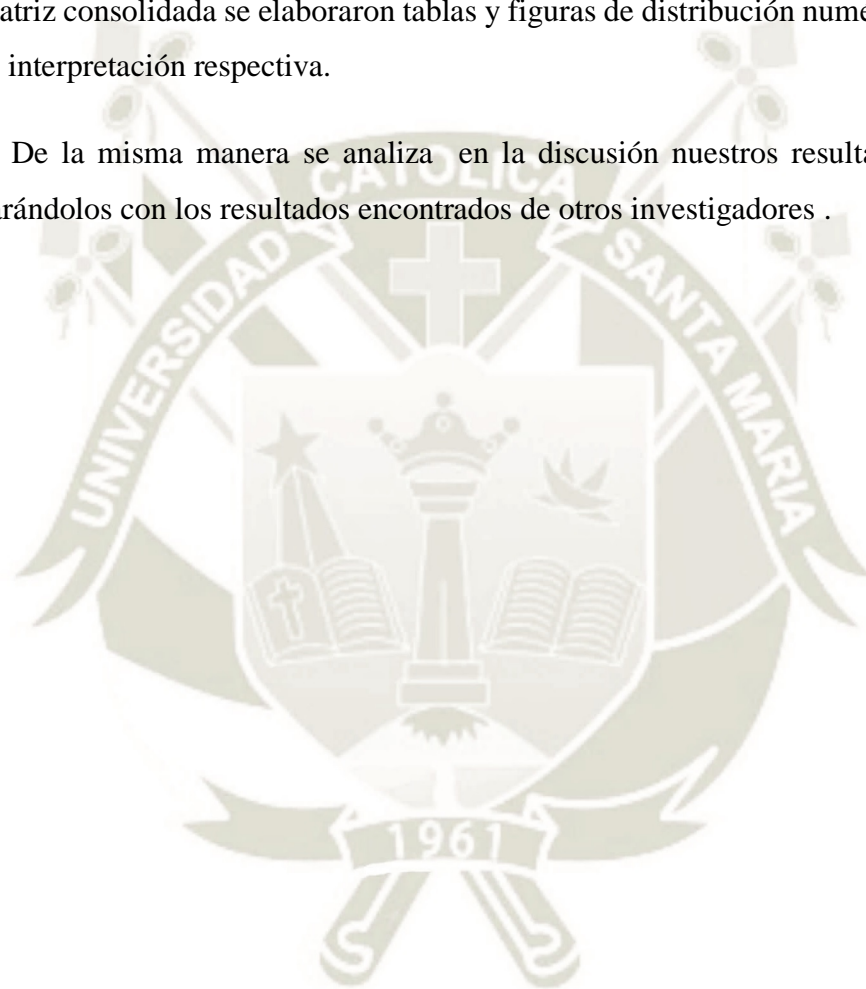 atriz consolidada se elaboraron tablas y figuras de distribución nume
interpretación respectiva.
De la misma manera se analiza en la discusión nuestros resulta
arándolos con los resultados encontrados de otros investigadores .
CATOLICA
UNIVERSIDAD
SANTA MARIA
1961